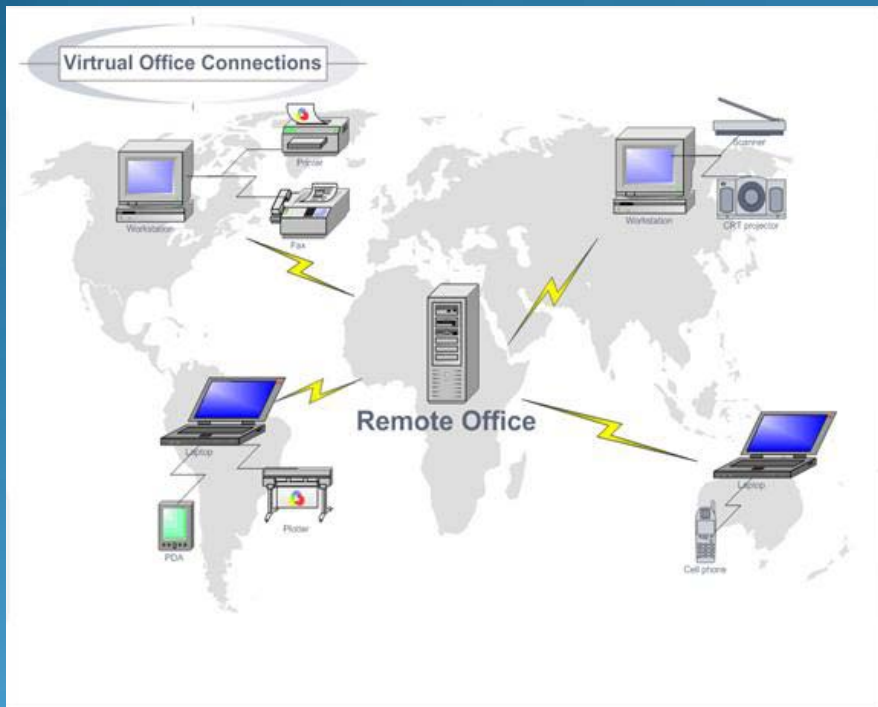 Virtrual Office Connections
Printer
Scanner
Workstation
Fax
Workstation
CRT projector
Remote Office
Laptop
Laptop
Plotter
PDA
Cell phone